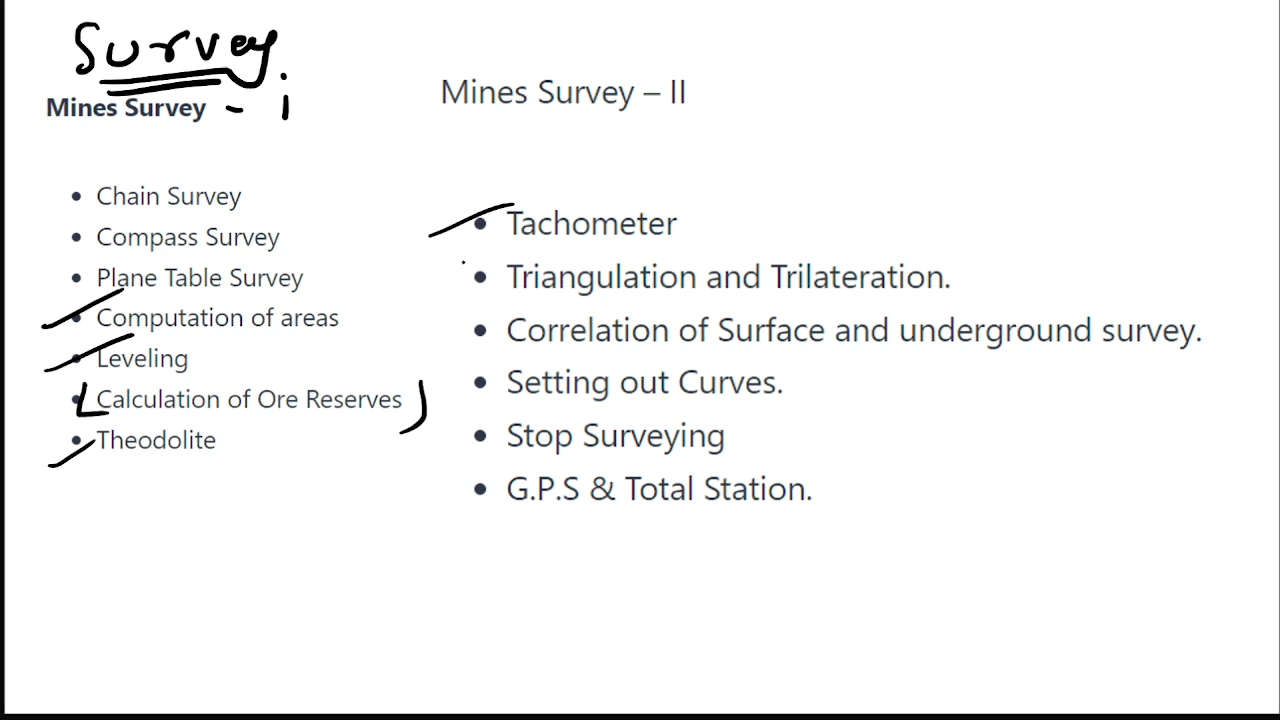 Survey
Mines Survey - I
Chain Survey
Compass Survey
Plane Table Survey
Computation of areas
Leveling
Calculation of Ore Reserves
Theodolite
Mines Survey – II
Tachometer
Triangulation and Trilateration.
Correlation of Surface and underground survey.
Setting out Curves.
Stop Surveying
G.P.S & Total Station.